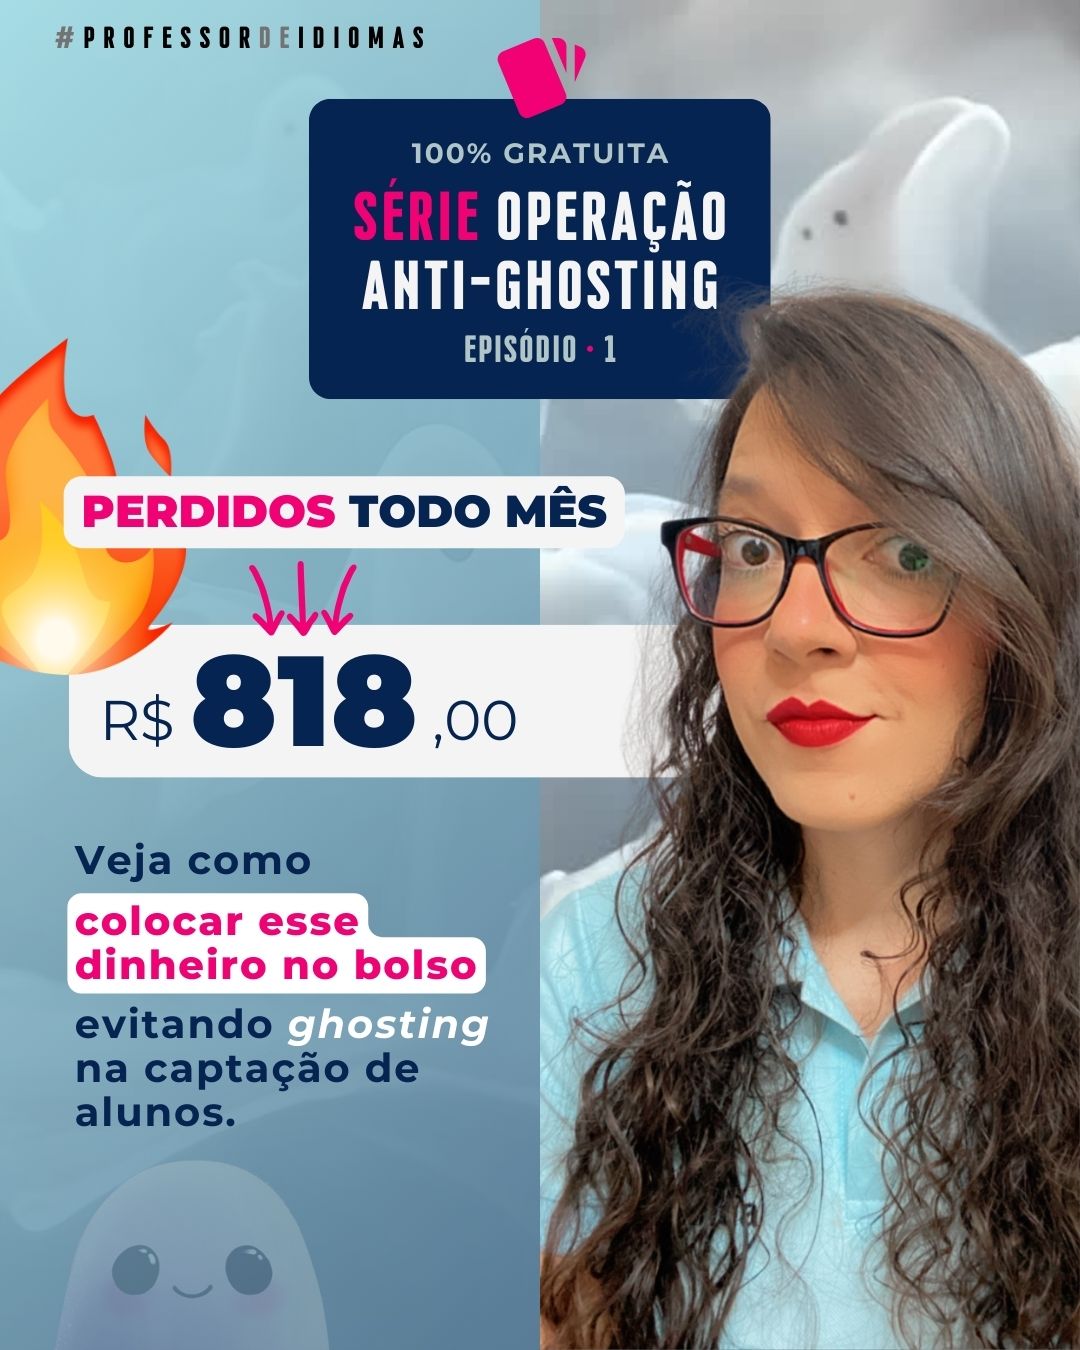 #PROFESSORDEIDIOMAS
100% GRATUITA
SÉRIE OPERAÇÃO
ANTI-GHOSTING
EPISÓDIO • 1
PERDIDOS TODO MÊS
R$ 818,00
Veja como
colocar esse
dinheiro no bolso
evitando ghosting
na captação de
alunos.